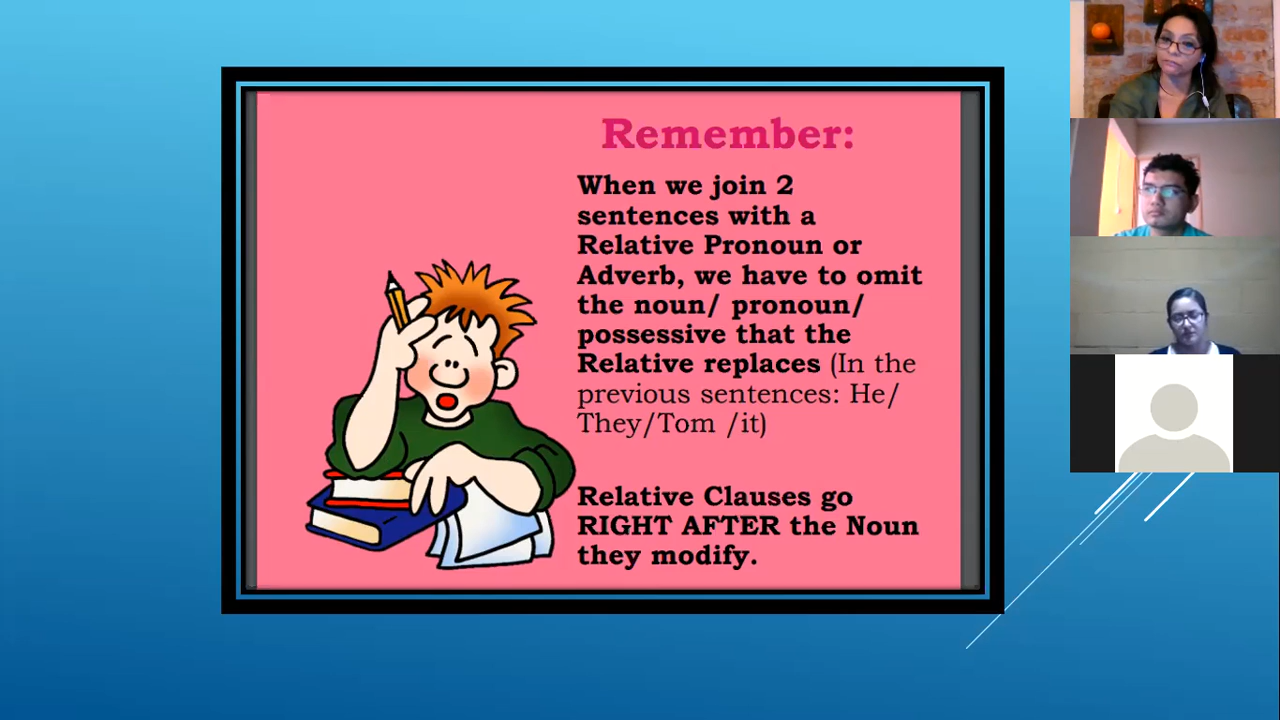 Remember:
When we join 2
sentences with a
Relative Pronoun or
Adverb, we have to omit
the noun/ pronoun/
possessive that the
Relative replaces (In the
previous sentences: He/
They/Tom /it)
Relative Clauses go
RIGHT AFTER the Noun
they modify.